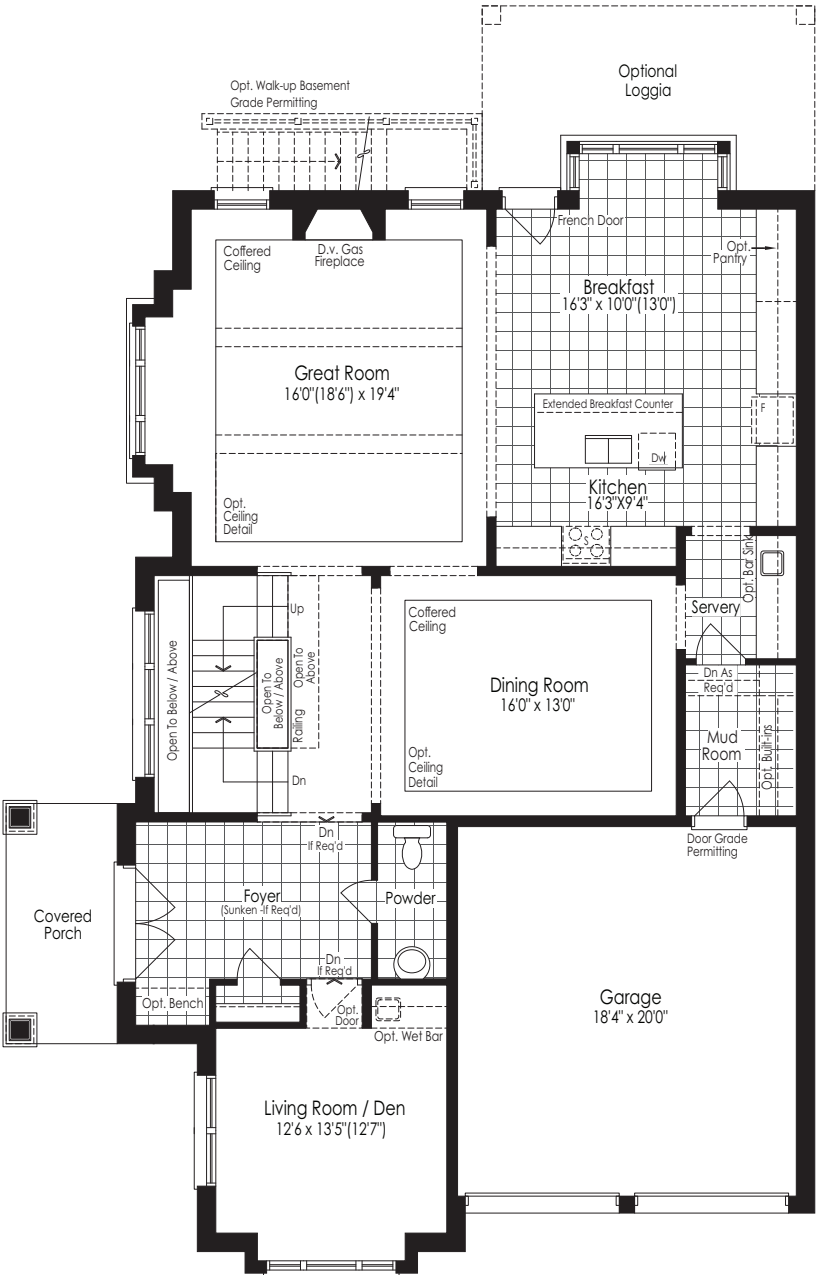 Optional
Loggia
Opt. Walk-up Basement
Grade Permitting
French Door
Coffered
Ceiling
D.v. Gas
Fireplace
Opt.
Pantry
Breakfast
16'3" x 10'0"(13'0")
Great Room
16'0"(18'6") x 19'4"
Extended Breakfast Counter
F
Dw
Kitchen
16'3"X9'4"
Opt.
Ceiling
Detail
S
Opt. Bar Sink
Servery
Up
Open To Below / Above
Open To
Below / Above
Open To
Above
Railing
Dn
Coffered
Ceiling
Dining Room
16'0" x 13'0"
Opt.
Ceiling
Detail
Dn As
Req'd
Mud
Room
Opt. Built-ins
Door Grade
Permitting
Dn
If Req'd
Foyer
(Sunken -If Req'd)
Powder
Covered
Porch
Dn
If Req'd
Opt. Bench
Opt.
Door
Opt. Wet Bar
Garage
18'4" x 20'0"
Living Room / Den
12'6 x 13'5"(12'7")